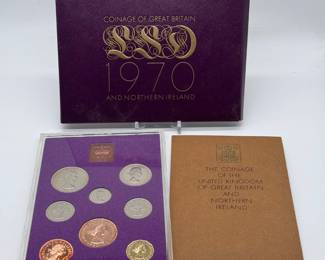 COINAGE OF GREAT BRITAIN
LSD
1970
AND NORTHERN IRELAND
THE COINAGE
OF THE
UNITED KINGDOM
OF GREAT BRITAIN
AND
NORTHERN
IRELAND